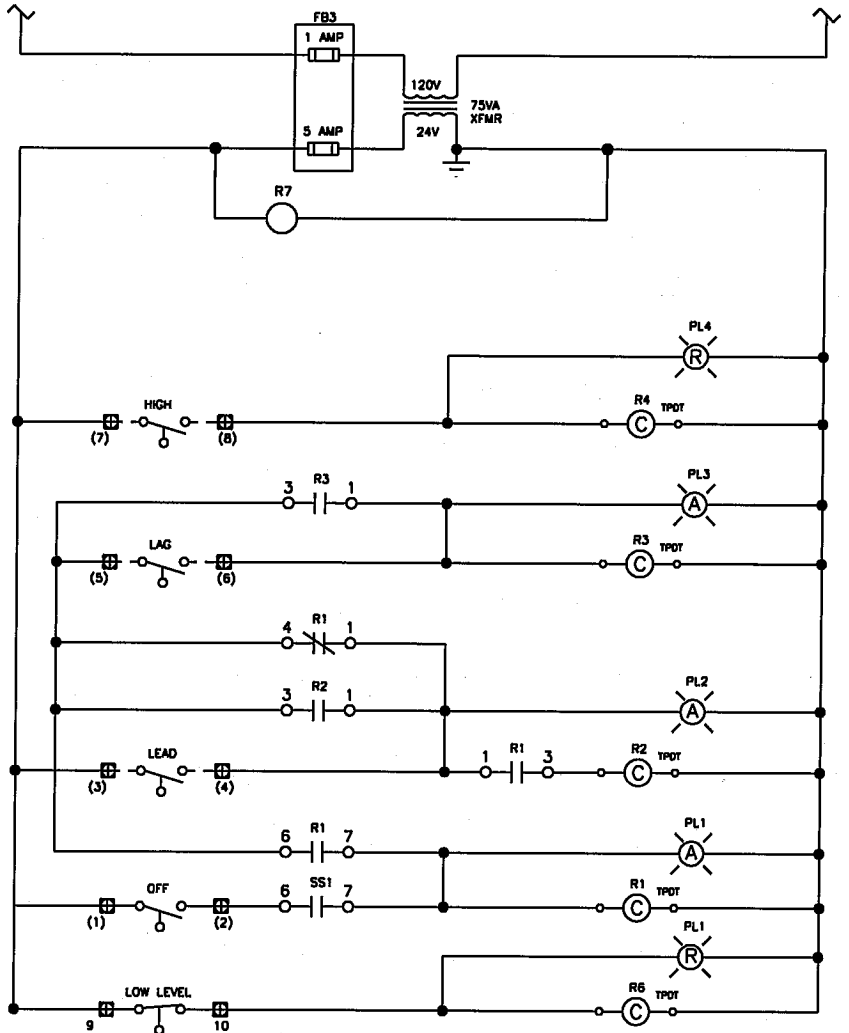 FB3
1 AMP
120V
75VA
XFMR
5 AMP
24V
R7
PL4
R
HIGH
R4 TPDT
C
(7) (8)
3 R3 1
PL3
A
LAG
R3 TPDT
C
(5) (6)
4 R1 1
3 R2 1
PL2
A
LEAD
1 R1 3
R2 TPDT
C
(3) (4)
6 R1 7
PL1
A
OFF
6 SS1 7
R1 TPDT
C
(1) (2)
PL1
R
LOW LEVEL
R6 TPDT
C
9 10